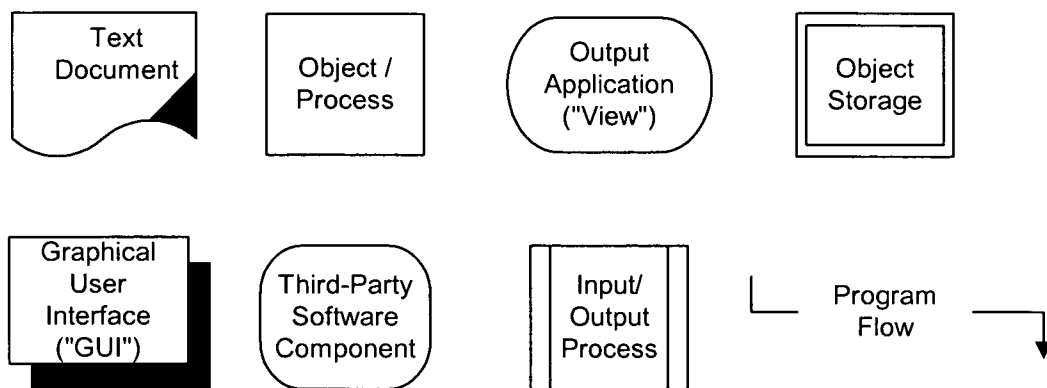 Text
Document
Object /
Process
Output
Application
("View")
Object
Storage
Graphical
User
Interface
("GUI")
Third-Party
Software
Component
Input/
Output
Process
Program
Flow